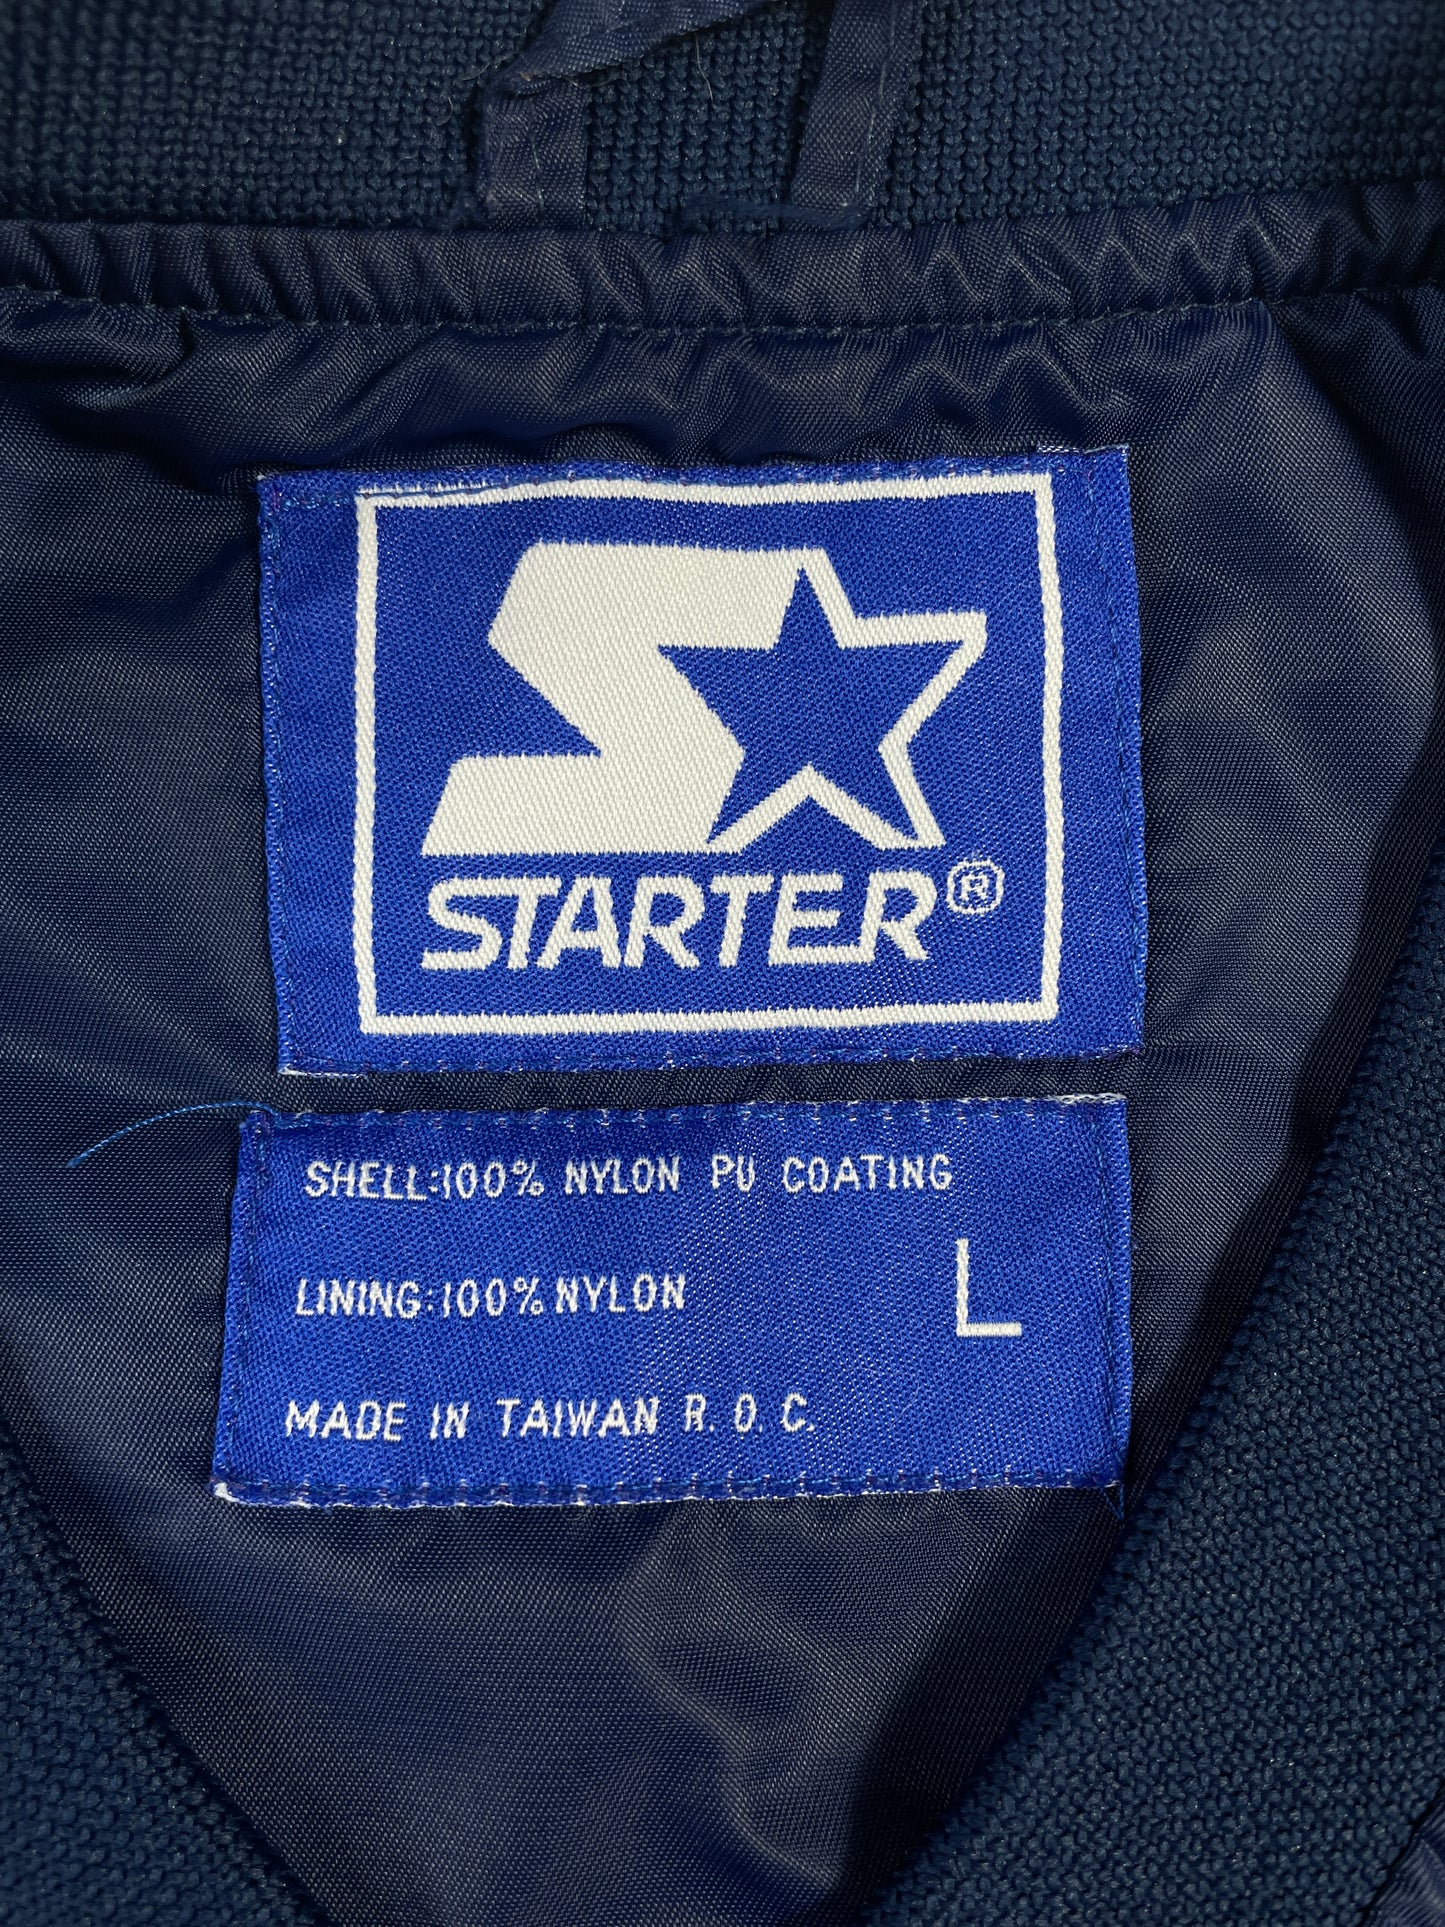 STARTER®
SHELL:100% NYLON PU COATING
LINING:100% NYLON
L
MADE IN TAIWAN R. O. C.